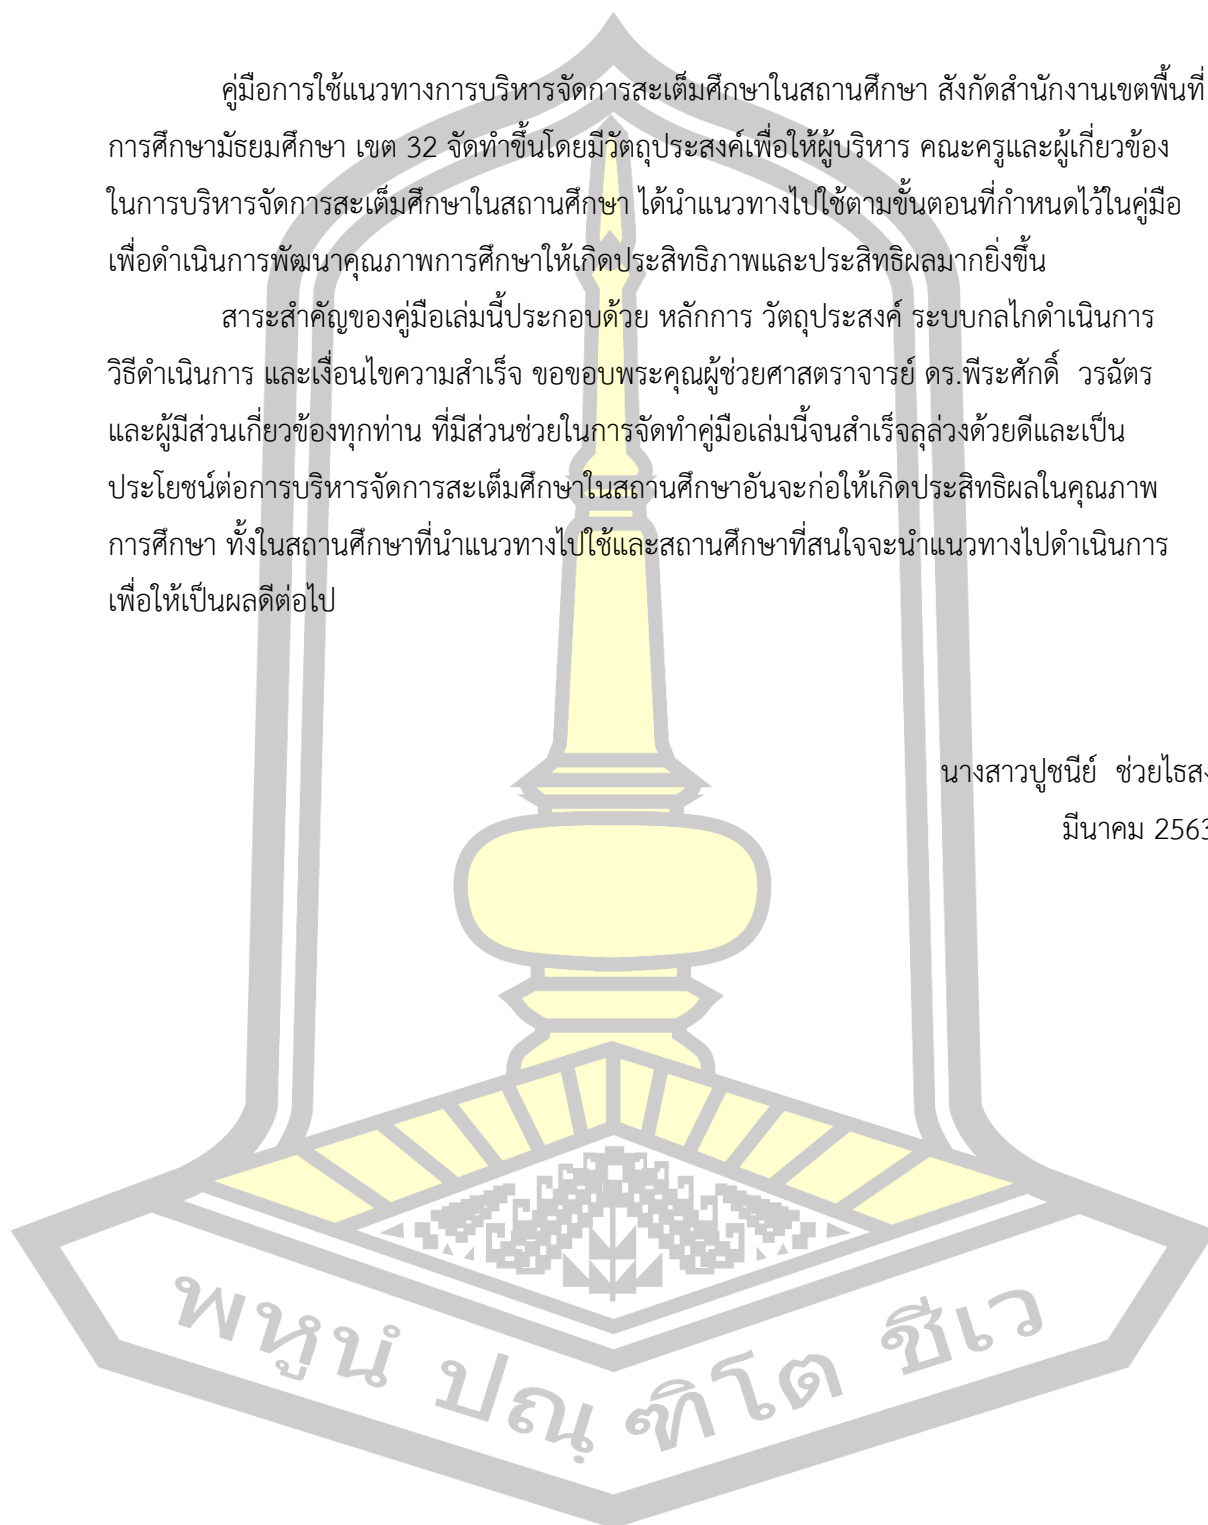 คู่มือการใช้แนวทางการบริหารจัดการสะเต็มศึกษาในสถานศึกษา สังกัดสำนักงานเขตพื้นที่
การศึกษามัธยมศึกษา เขต 32 จัดทำขึ้นโดยมีวัตถุประสงค์เพื่อให้ผู้บริหาร คณะครูและผู้เกี่ยวข้อง
ในการบริหารจัดการสะเต็มศึกษาในสถานศึกษา ได้นำแนวทางไปใช้ตามขั้นตอนที่กำหนดไว้ในคู่มือ
เพื่อดำเนินการพัฒนาคุณภาพการศึกษาให้เกิดประสิทธิภาพและประสิทธิผลมากยิ่งขึ้น
สาระสำคัญของคู่มือเล่มนี้ประกอบด้วย หลักการ วัตถุประสงค์ ระบบกลไกดำเนินการ
วิธีดำเนินการ และเงื่อนไขความสำเร็จ ขอขอบพระคุณผู้ช่วยศาสตราจารย์ ดร.พีระศักดิ์ วรฉัตร
และผู้มีส่วนเกี่ยวข้องทุกท่าน ที่มีส่วนช่วยในการจัดทำคู่มือเล่มนี้จนสำเร็จลุล่วงด้วยดีและเป็น
ประโยชน์ต่อการบริหารจัดการสะเต็มศึกษาในสถานศึกษาอันจะก่อให้เกิดประสิทธิผลในคุณภาพ
การศึกษา ทั้งในสถานศึกษาที่นำแนวทางไปใช้และสถานศึกษาที่สนใจจะนำแนวทางไปดำเนินการ
เพื่อให้เป็นผลดีต่อไป
นางสาวปูชนีย์ ช่วยไธสง
มีนาคม 2563
พหูนํ ปณฺ ฑิโต ชีเว